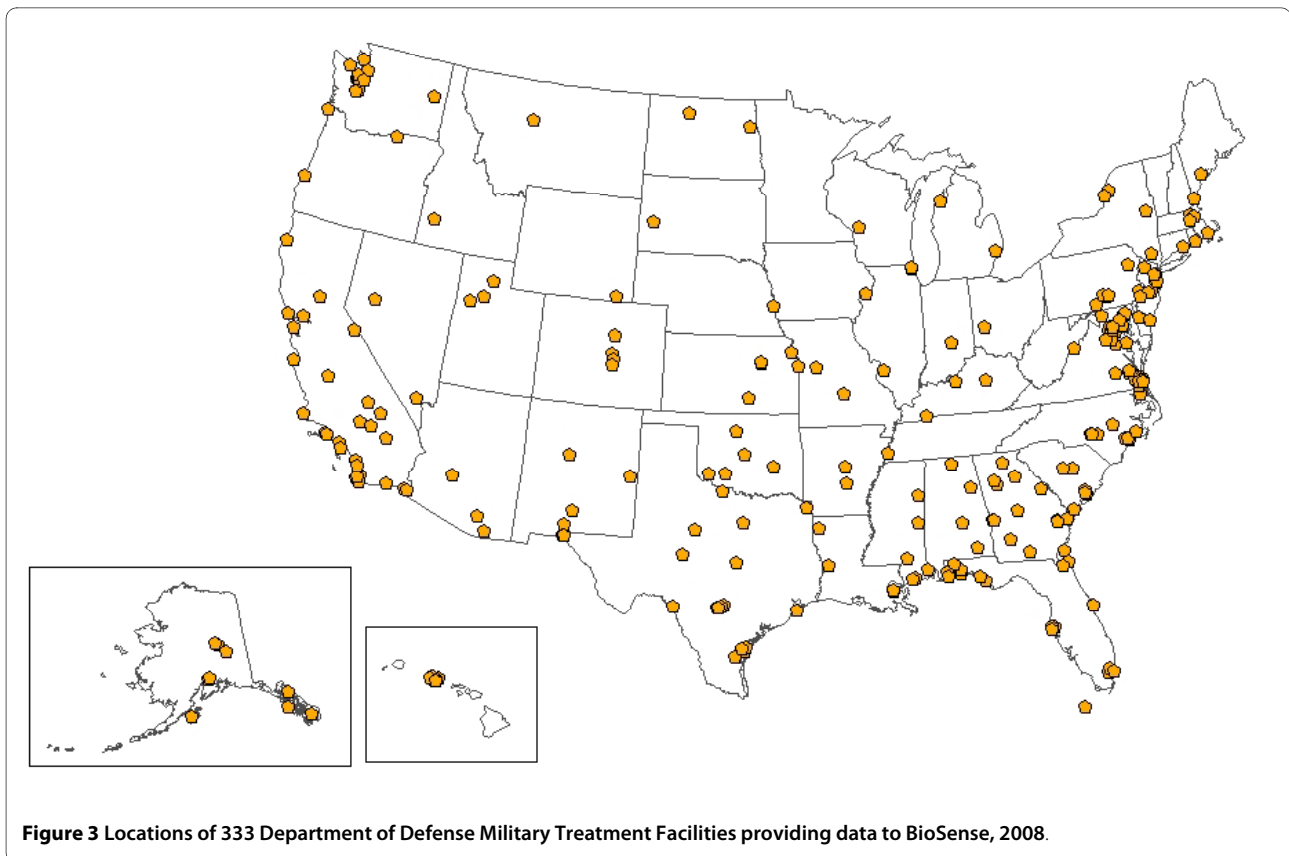 Figure 3 Locations of 333 Department of Defense Military Treatment Facilities providing data to BioSense, 2008.